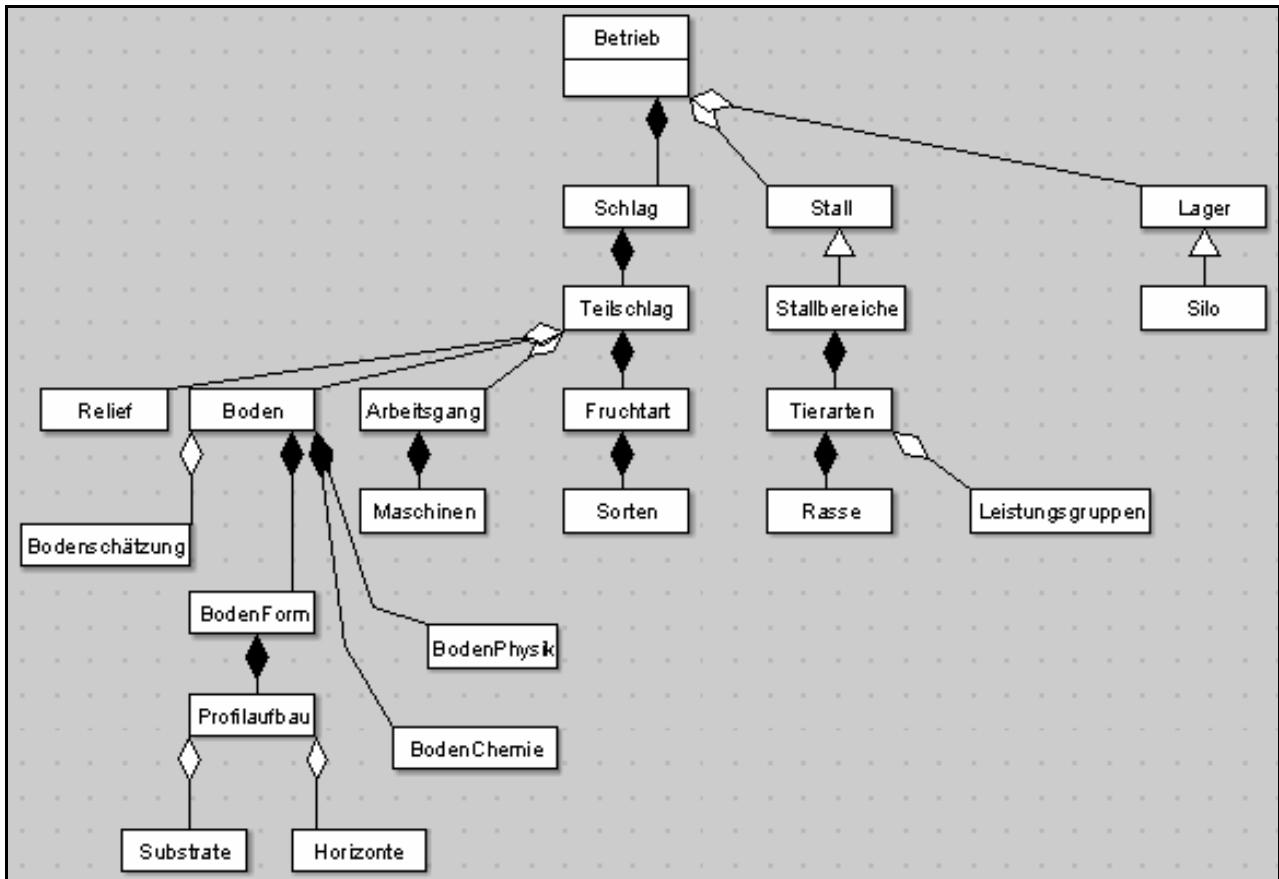 Betrieb
Schlag
Stall
Lager
Teilschlag
Stallbereiche
Silo
Relief
Boden
Arbeitsgang
Fruchtart
Tierarten
Maschinen
Sorten
Rasse
Leistungsgruppen
Bodenschätzung
BodenForm
BodenPhysik
Profilaufbau
BodenChemie
Substrate
Horizonte